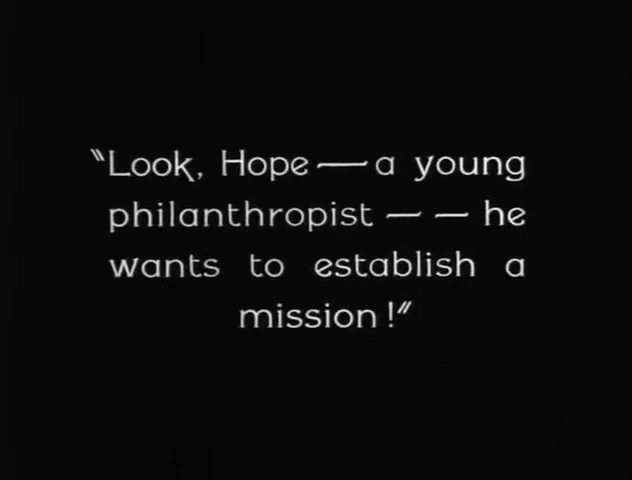 "Look, Hope — a young
philanthropist — — he
wants to establish a
mission!"